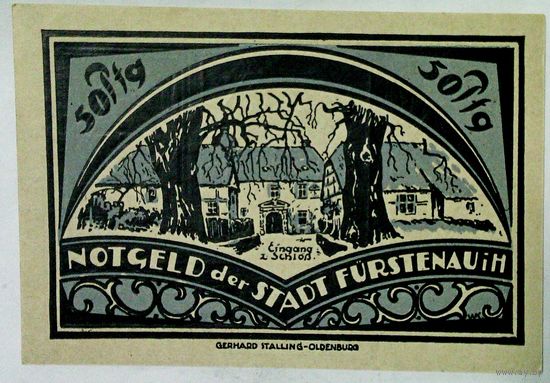 50 Pfg
50 Pfg
Eingang
z. Schloß.
NOTGELD der STADT FÜRSTENAU i H
GERHARD STALLING-OLDENBURG